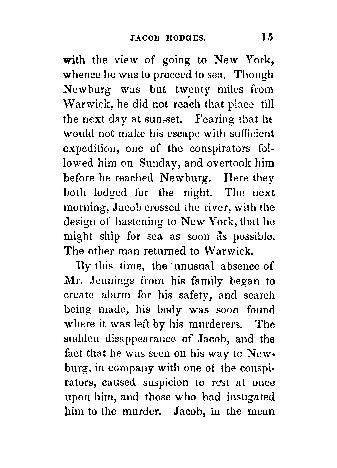 JACOB HODGES. 15
with the view of going to New York,
whence he was to proceed to sea. Though
Newburg was but twenty miles from
Warwick, he did not reach that place till
the next day at sun-set. Fearing that he
would not make his escape with sufficient
expedition, one of the conspirators fol-
lowed him on Sunday, and overtook him
before he reached Newburg. Here they
both lodged for the night. The next
morning, Jacob crossed the river, with the
design of hastening to New York, that he
might ship for sea as soon as possible.
The other man returned to Warwick.
By this time, the unusual absence of
Mr. Jennings from his family began to
create alarm for his safety, and search
being made, his body was soon found
where it was left by his murderers. The
sudden disappearance of Jacob, and the
fact that he was seen on his way to New-
burg, in company with one of the conspi-
rators, caused suspicion to rest at once
upon him, and those who had instigated
him to the murder. Jacob, in the mean